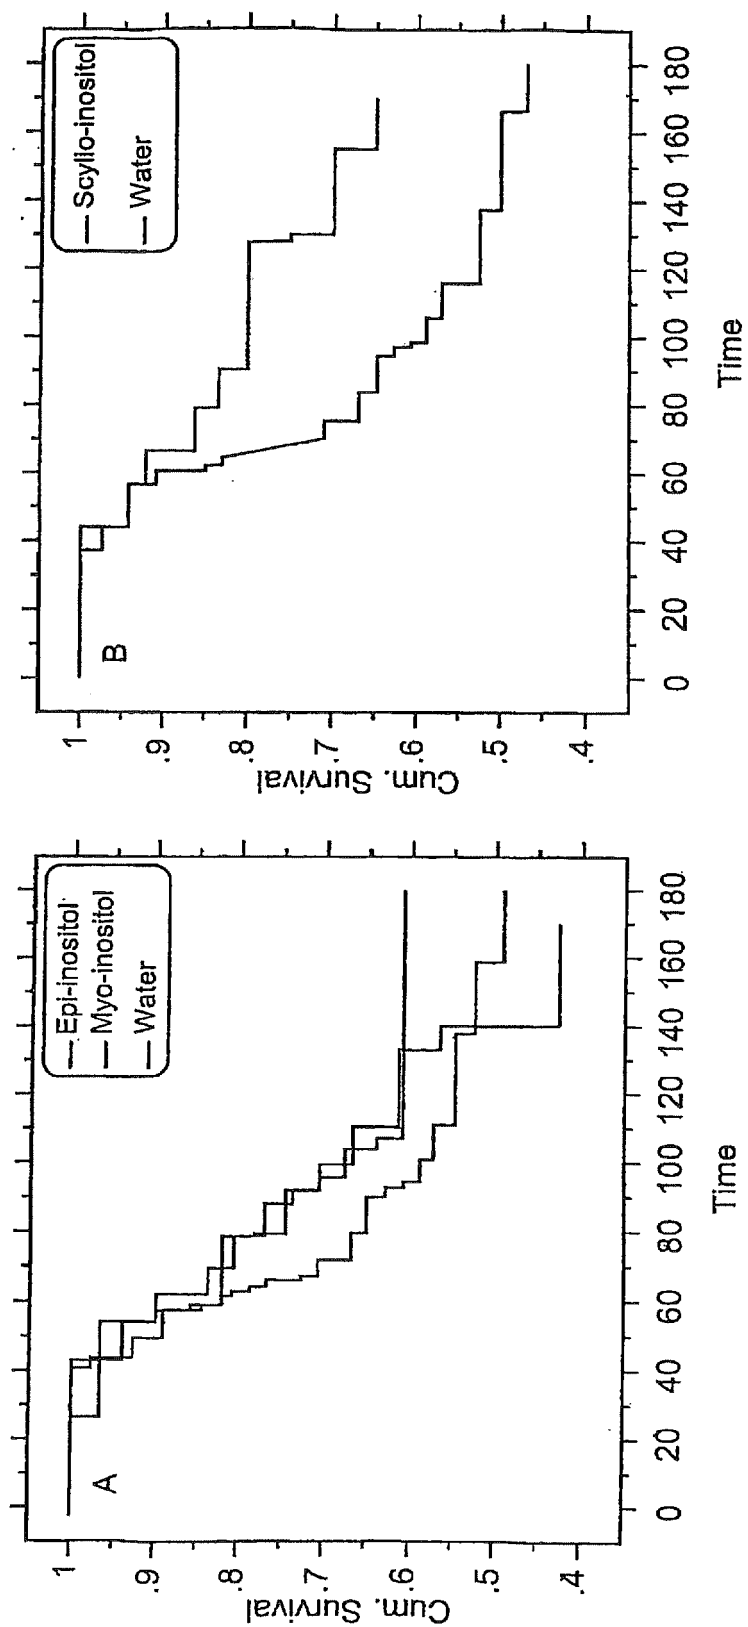 A
Epi-inositol
Myo-inositol
Water
Cum. Survival
1
.9
.8
.7
.6
.5
.4
0 20 40 60 80 100 120 140 160 180
Time
B
Scyllo-inositol
Water
Cum. Survival
1
.9
.8
.7
.6
.5
.4
0 20 40 60 80 100 120 140 160 180
Time